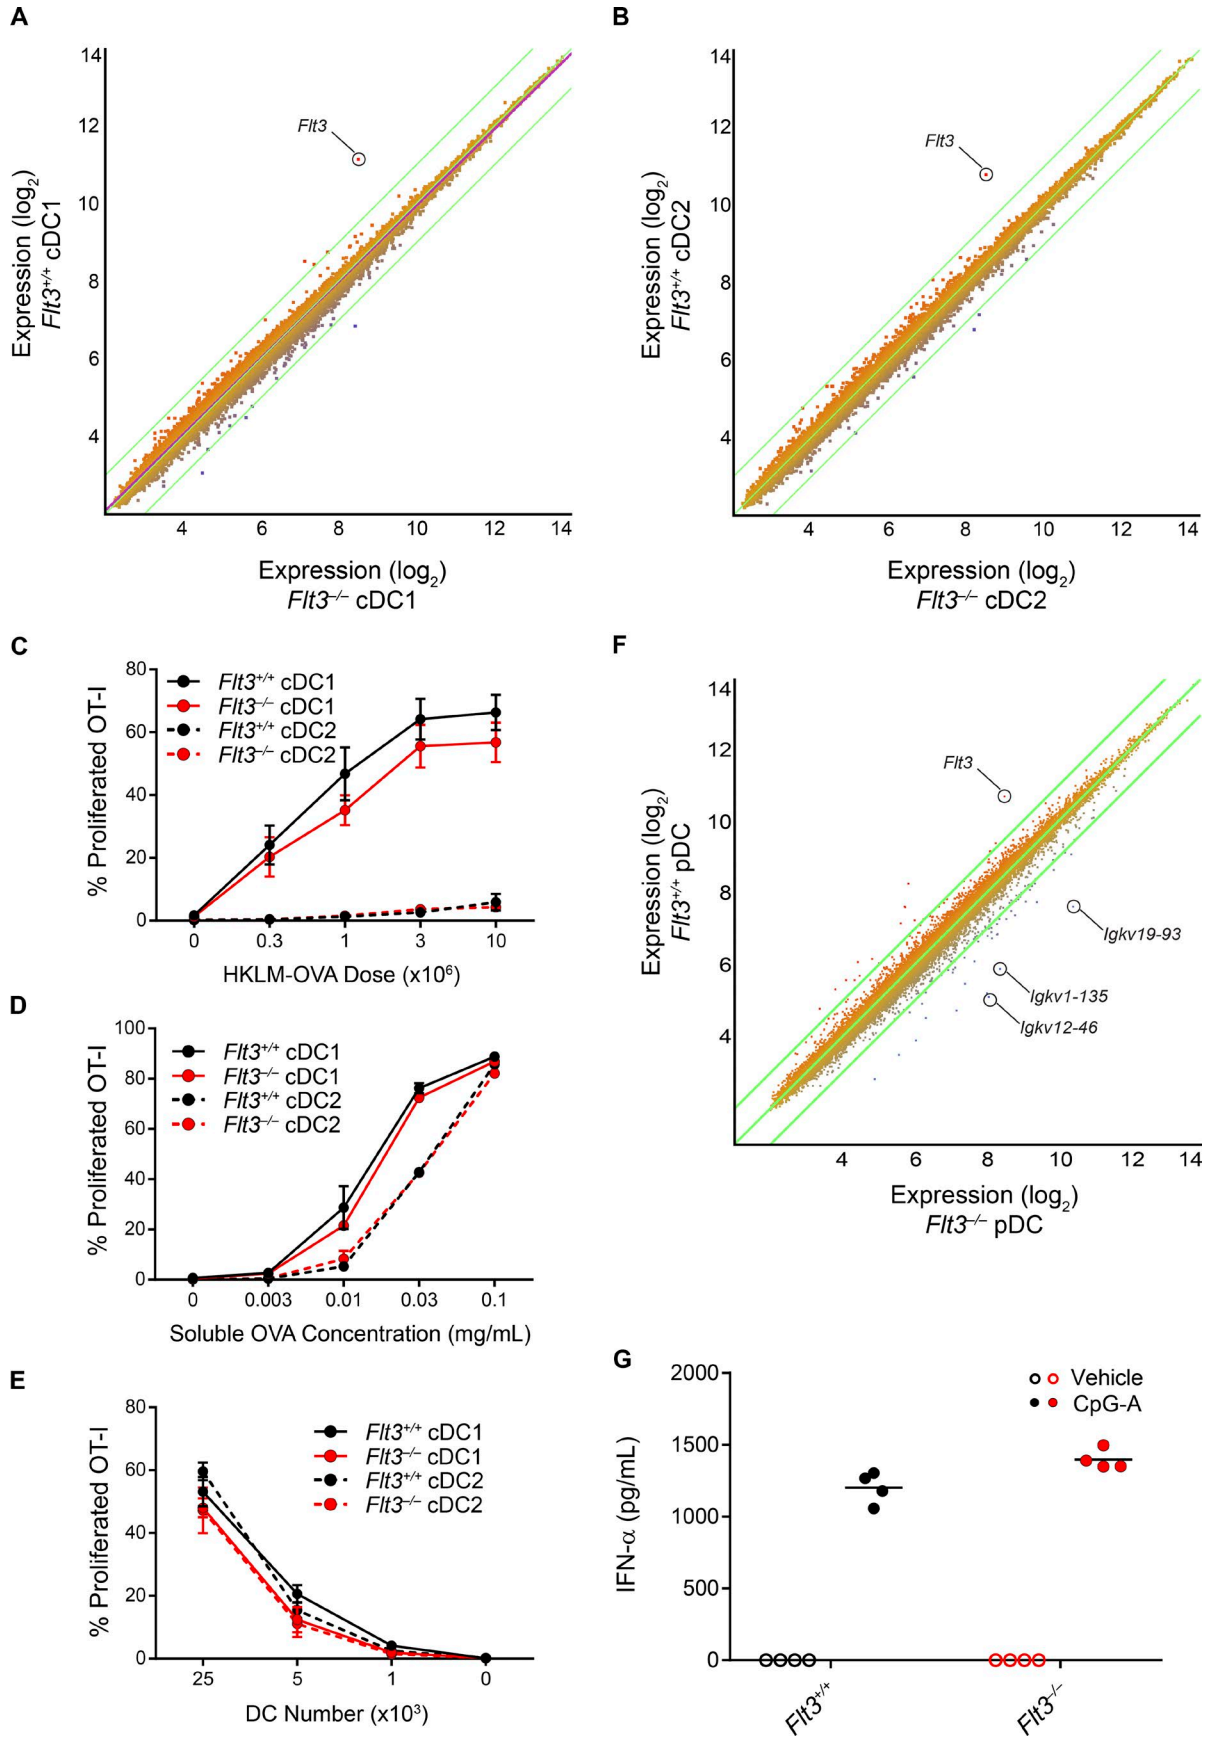 A
14
12
10
8
6
4
Flt3
Expression (log2)
Flt3+/+ cDC1
4 6 8 10 12 14
Expression (log2)
Flt3–/– cDC1
B
14
12
10
8
6
4
Flt3
Expression (log2)
Flt3+/+ cDC2
4 6 8 10 12 14
Expression (log2)
Flt3–/– cDC2
C
80
60
40
20
0
% Proliferated OT-I
Flt3+/+ cDC1
Flt3–/– cDC1
Flt3+/+ cDC2
Flt3–/– cDC2
0 0.3 1 3 10
HKLM-OVA Dose (x10⁶)
D
100
80
60
40
20
0
% Proliferated OT-I
Flt3+/+ cDC1
Flt3–/– cDC1
Flt3+/+ cDC2
Flt3–/– cDC2
0 0.003 0.01 0.03 0.1
Soluble OVA Concentration (mg/mL)
E
80
60
40
20
0
% Proliferated OT-I
Flt3+/+ cDC1
Flt3–/– cDC1
Flt3+/+ cDC2
Flt3–/– cDC2
25 5 1 0
DC Number (x10³)
F
14
12
10
8
6
4
Flt3
Igkv19-93
Igkv1-135
Igkv12-46
Expression (log2)
Flt3+/+ pDC
4 6 8 10 12 14
Expression (log2)
Flt3–/– pDC
G
2000
1500
1000
500
0
IFN-α (pg/mL)
Vehicle
CpG-A
Flt3+/+
Flt3–/–